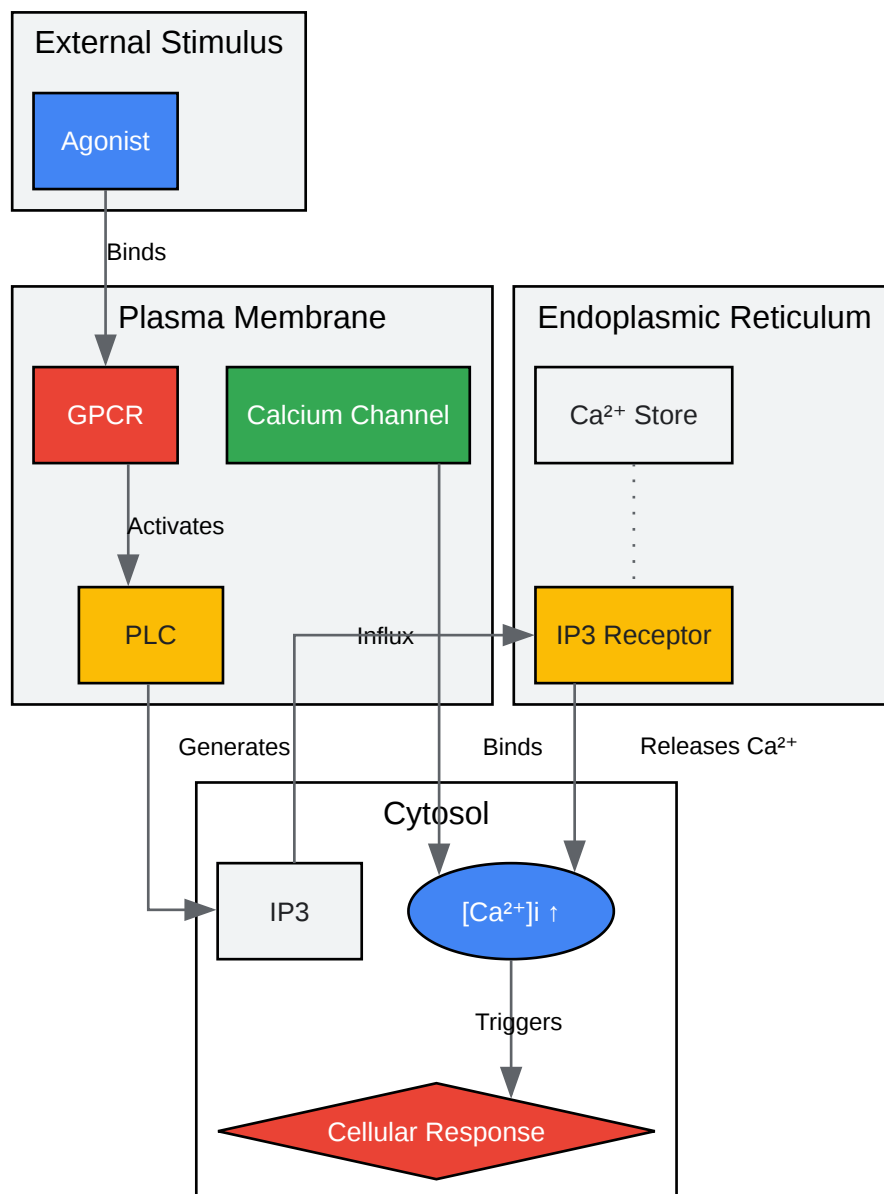 External Stimulus
Agonist
Binds
Plasma Membrane
Endoplasmic Reticulum
GPCR
Calcium Channel
Ca²⁺ Store
Activates
PLC
Influx
IP3 Receptor
Generates
Binds
Releases Ca²⁺
Cytosol
IP3
[Ca²⁺]i ↑
Triggers
Cellular Response